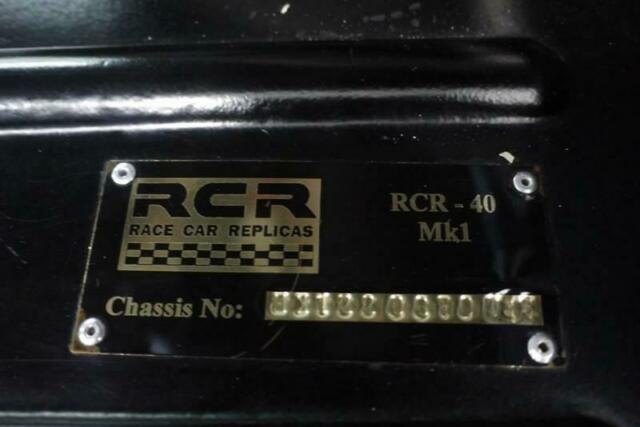 RCR
RACE CAR REPLICAS
RCR - 40
Mk1
Chassis No: